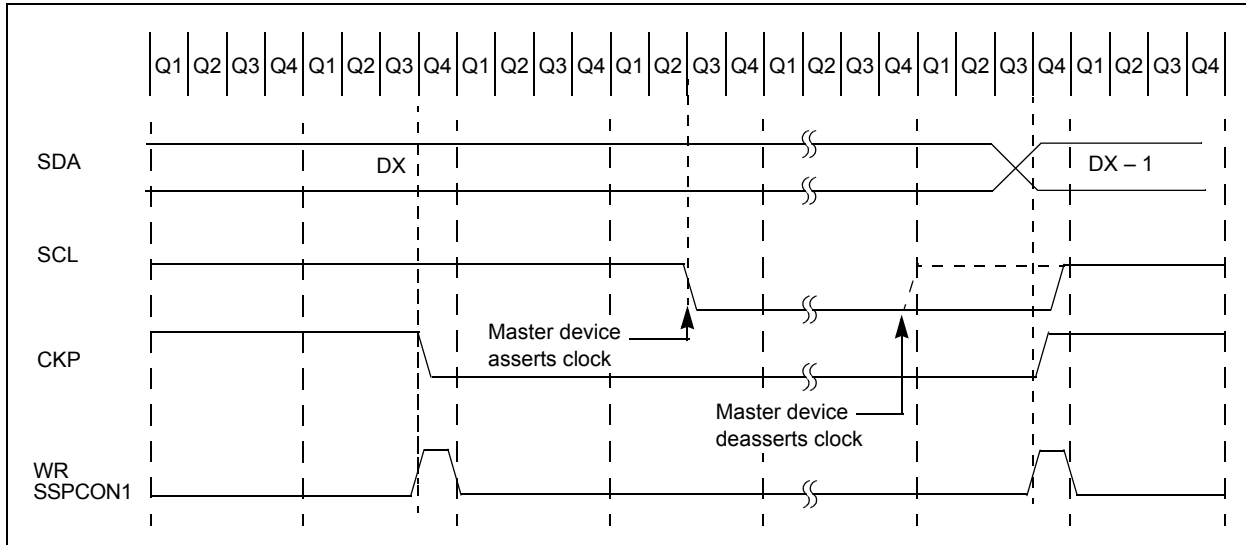 Q1 Q2 Q3 Q4 Q1 Q2 Q3 Q4 Q1 Q2 Q3 Q4 Q1 Q2 Q3 Q4 Q1 Q2 Q3 Q4 Q1 Q2 Q3 Q4 Q1 Q2 Q3 Q4
SDA
DX
DX – 1
SCL
Master device
asserts clock
CKP
Master device
deasserts clock
WR
SSPCON1